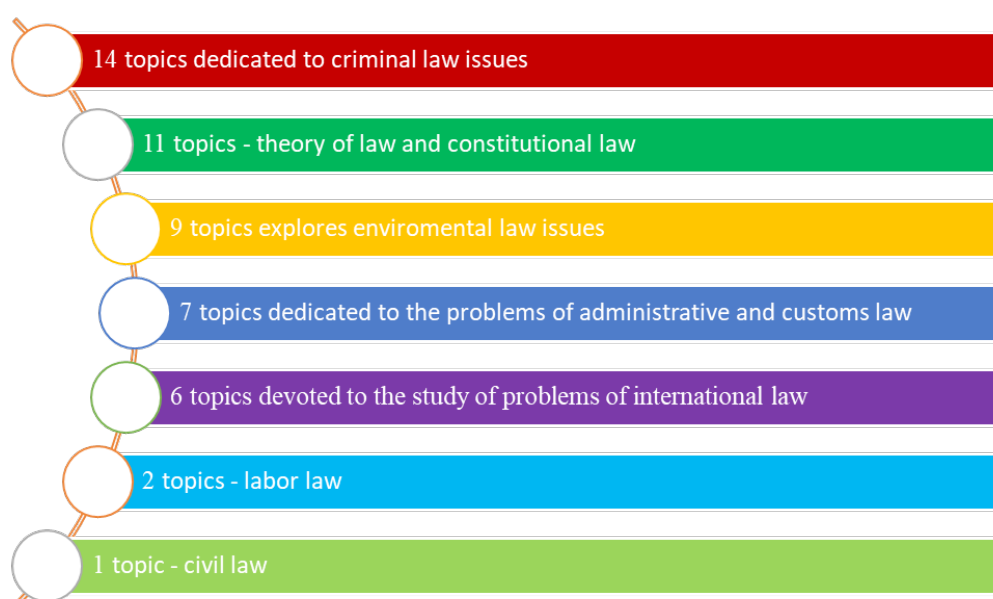 14 topics dedicated to criminal law issues
11 topics - theory of law and constitutional law
9 topics explores enviromental law issues
7 topics dedicated to the problems of administrative and customs law
6 topics devoted to the study of problems of international law
2 topics - labor law
1 topic - civil law